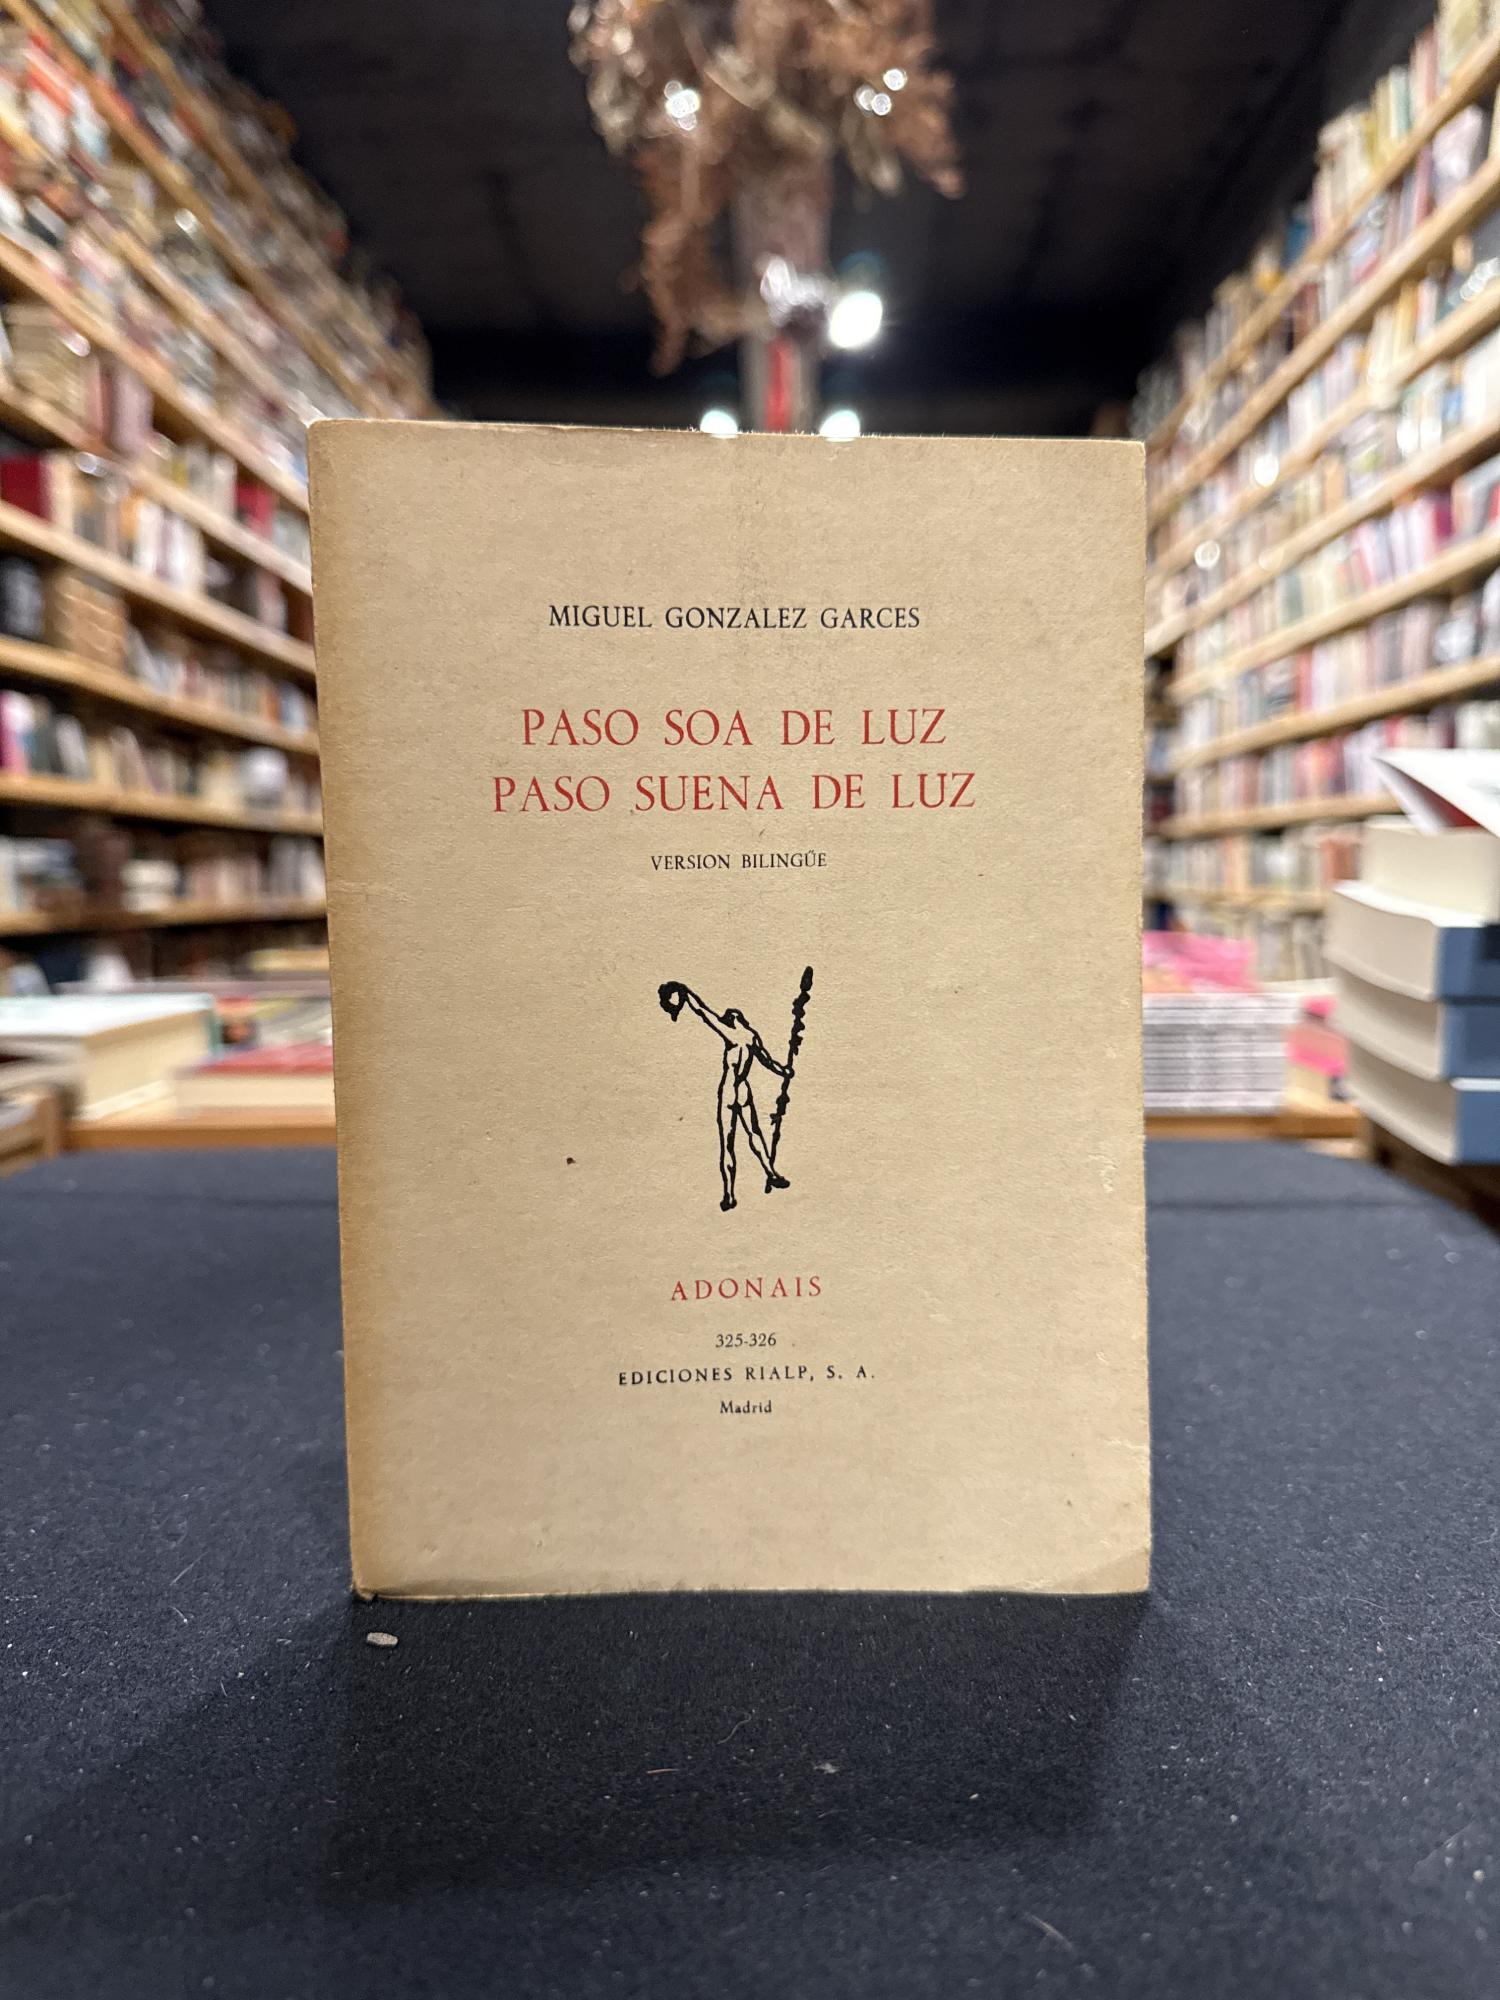 MIGUEL GONZALEZ GARCES
PASO SOA DE LUZ
PASO SUENA DE LUZ
VERSION BILINGÜE
ADONAIS
325-326
EDICIONES RIALP, S. A.
Madrid